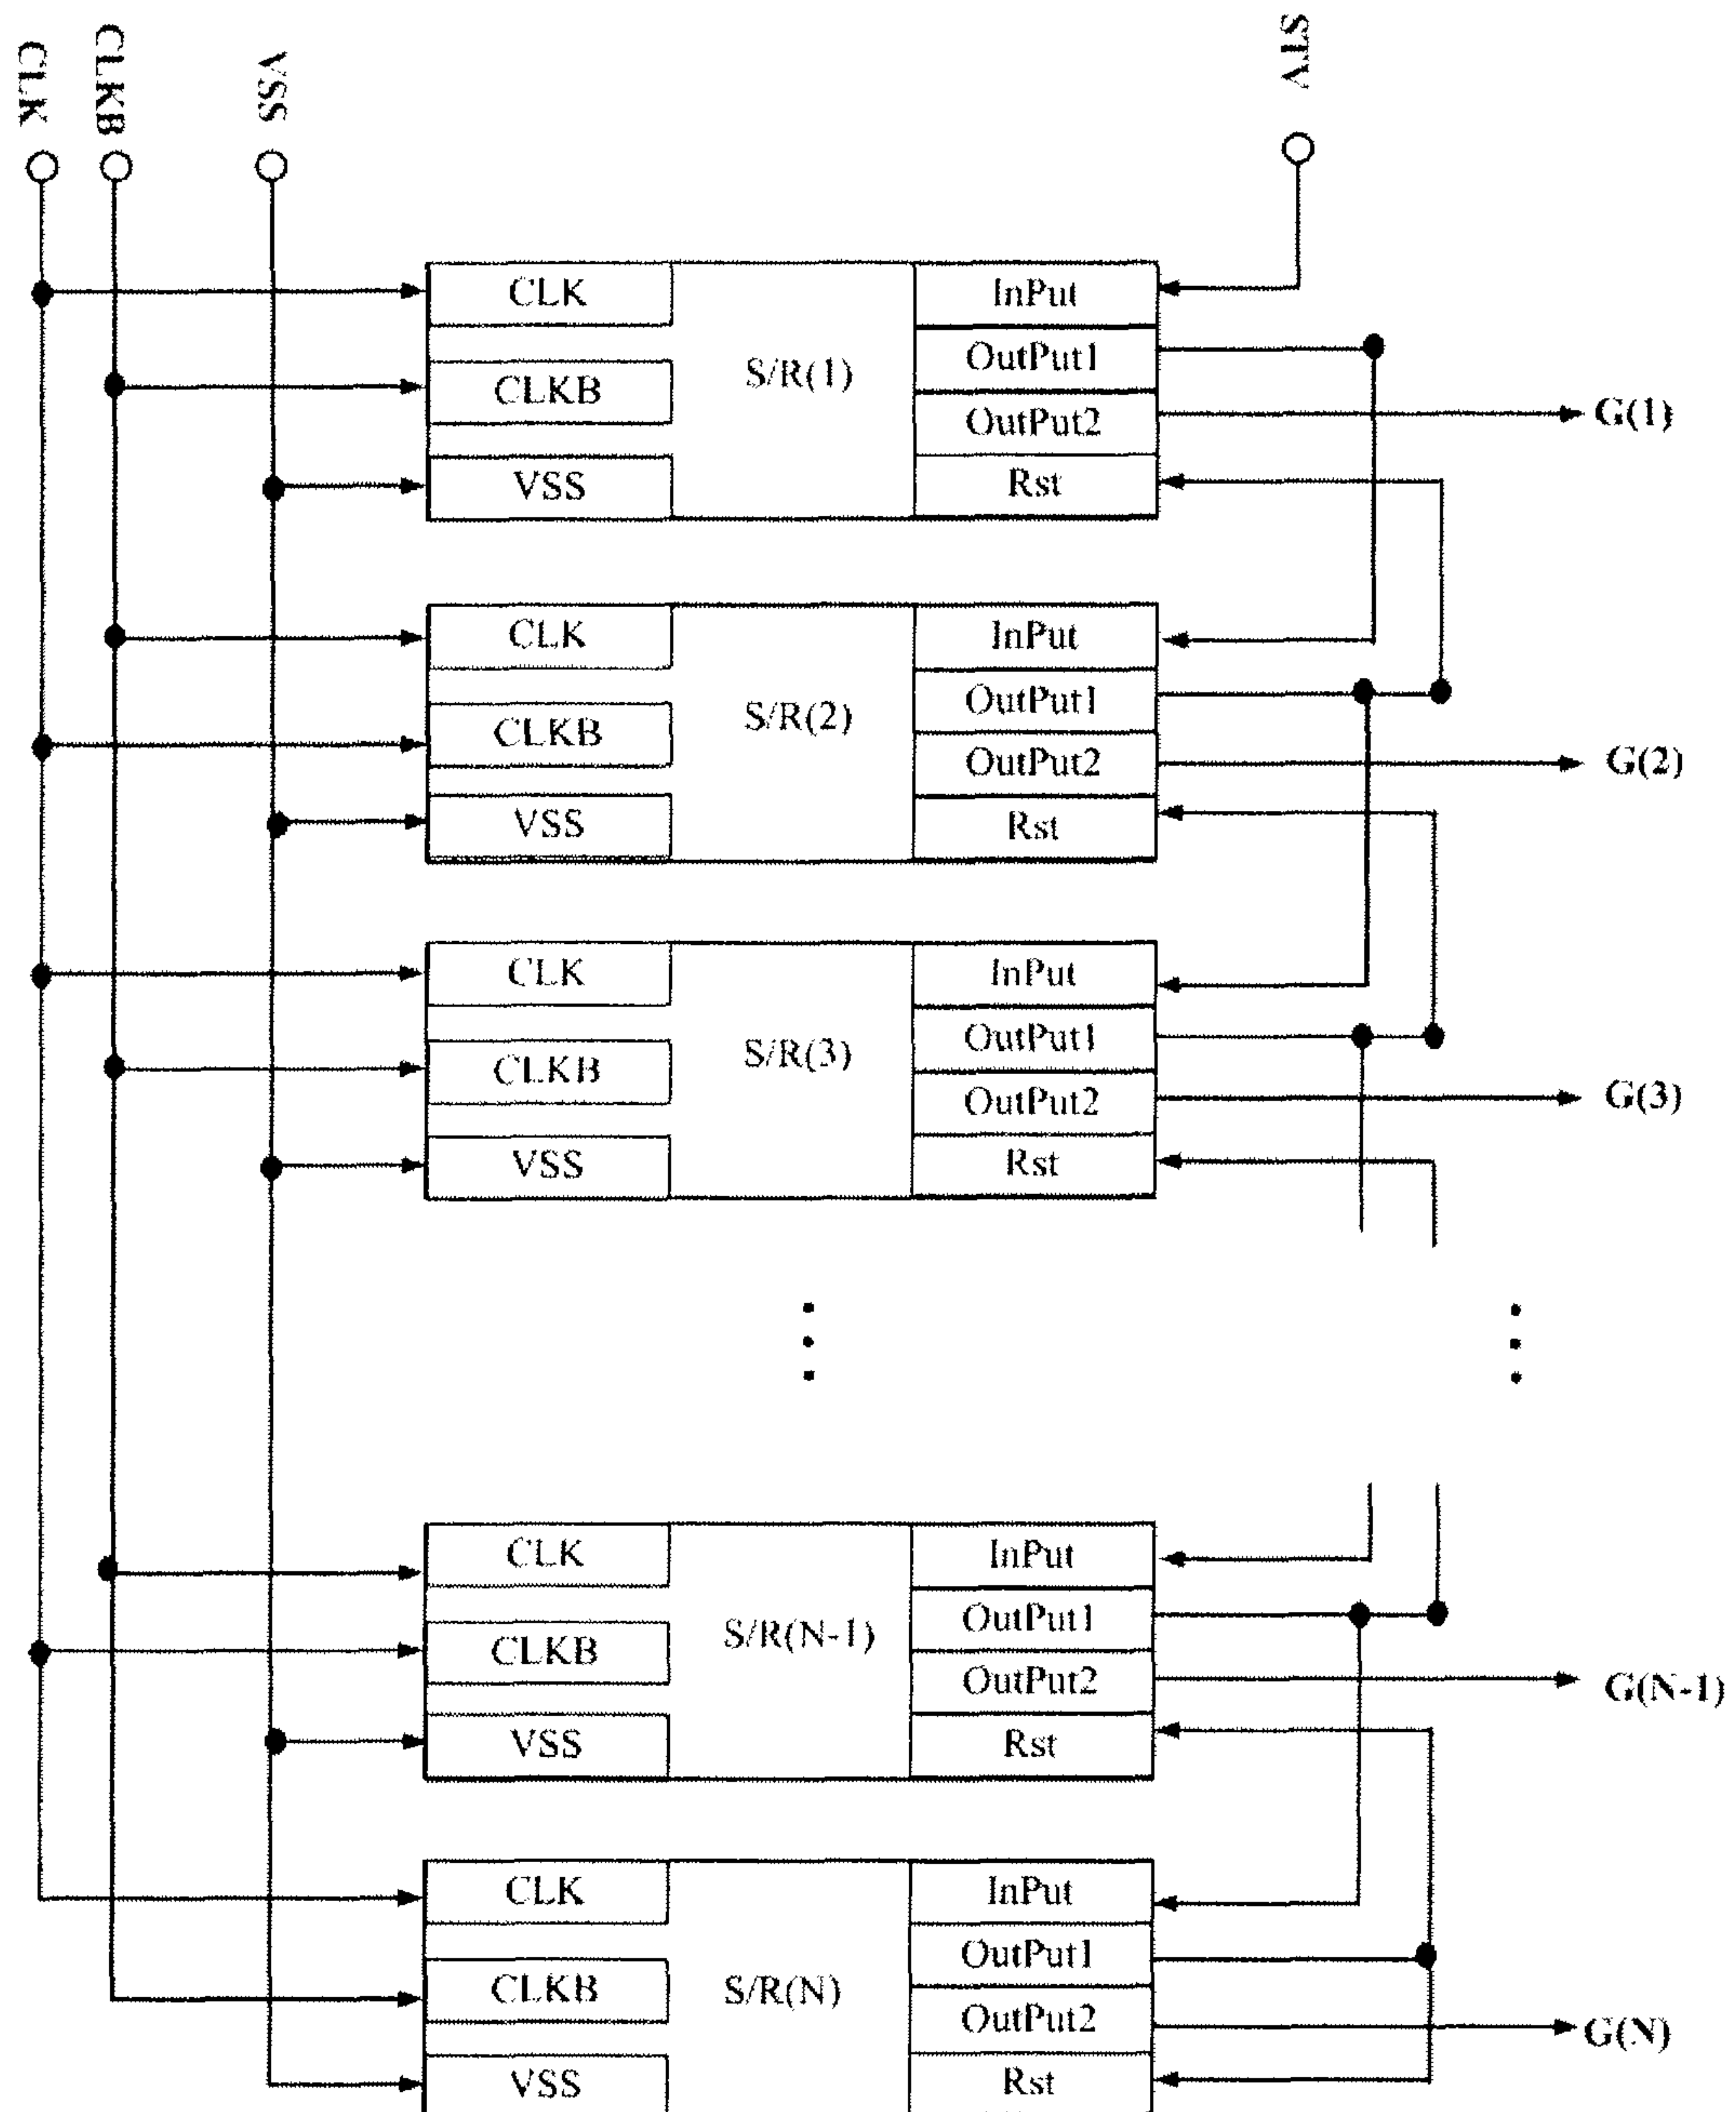 CLK
CLKB
VSS
STV
CLK
CLKB
VSS
S/R(1)
InPut
OutPut1
OutPut2
Rst
G(1)
CLK
CLKB
VSS
S/R(2)
InPut
OutPut1
OutPut2
Rst
G(2)
CLK
CLKB
VSS
S/R(3)
InPut
OutPut1
OutPut2
Rst
G(3)
CLK
CLKB
VSS
S/R(N-1)
InPut
OutPut1
OutPut2
Rst
G(N-1)
CLK
CLKB
VSS
S/R(N)
InPut
OutPut1
OutPut2
Rst
G(N)